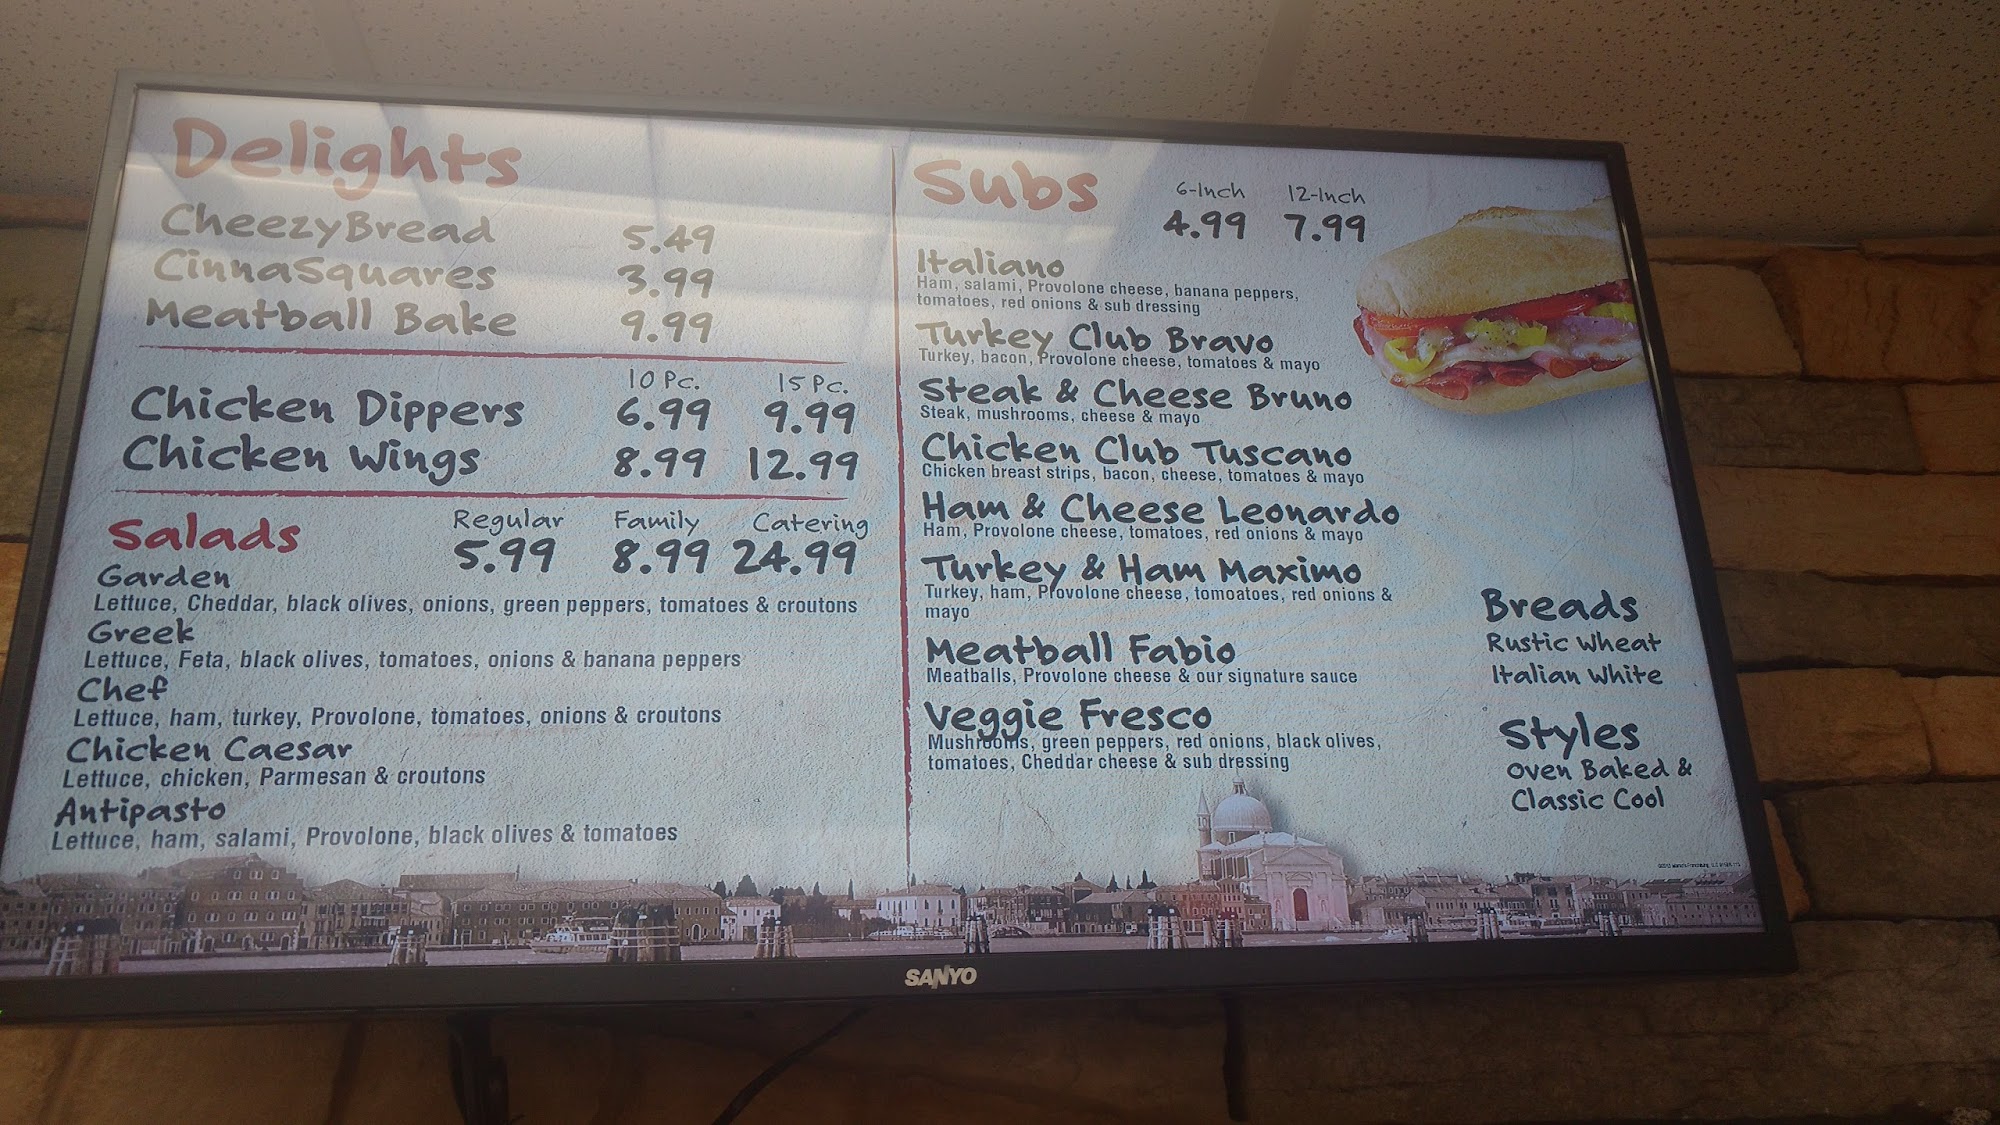 Delights
CheezyBread 5.49
CinnaSquares 3.99
Meatball Bake 9.99
10 Pc. 15 Pc.
Chicken Dippers 6.99 9.99
Chicken Wings 8.99 12.99
Salads Regular Family Catering
5.99 8.99 24.99
Garden
Lettuce, Cheddar, black olives, onions, green peppers, tomatoes & croutons
Greek
Lettuce, Feta, black olives, tomatoes, onions & banana peppers
Chef
Lettuce, ham, turkey, Provolone, tomatoes, onions & croutons
Chicken Caesar
Lettuce, chicken, Parmesan & croutons
Antipasto
Lettuce, ham, salami, Provolone, black olives & tomatoes
Subs 6-Inch 12-Inch
4.99 7.99
Italiano
Ham, salami, Provolone cheese, banana peppers,
tomatoes, red onions & sub dressing
Turkey Club Bravo
Turkey, bacon, Provolone cheese, tomatoes & mayo
Steak & Cheese Bruno
Steak, mushrooms, cheese & mayo
Chicken Club Tuscano
Chicken breast strips, bacon, cheese, tomatoes & mayo
Ham & Cheese Leonardo
Ham, Provolone cheese, tomatoes, red onions & mayo
Turkey & Ham Maximo
Turkey, ham, Provolone cheese, tomoatoes, red onions &
mayo
Meatball Fabio
Meatballs, Provolone cheese & our signature sauce
Veggie Fresco
Mushrooms, green peppers, red onions, black olives,
tomatoes, Cheddar cheese & sub dressing
Breads
Rustic Wheat
Italian White
Styles
Oven Baked &
Classic Cool
SANYO